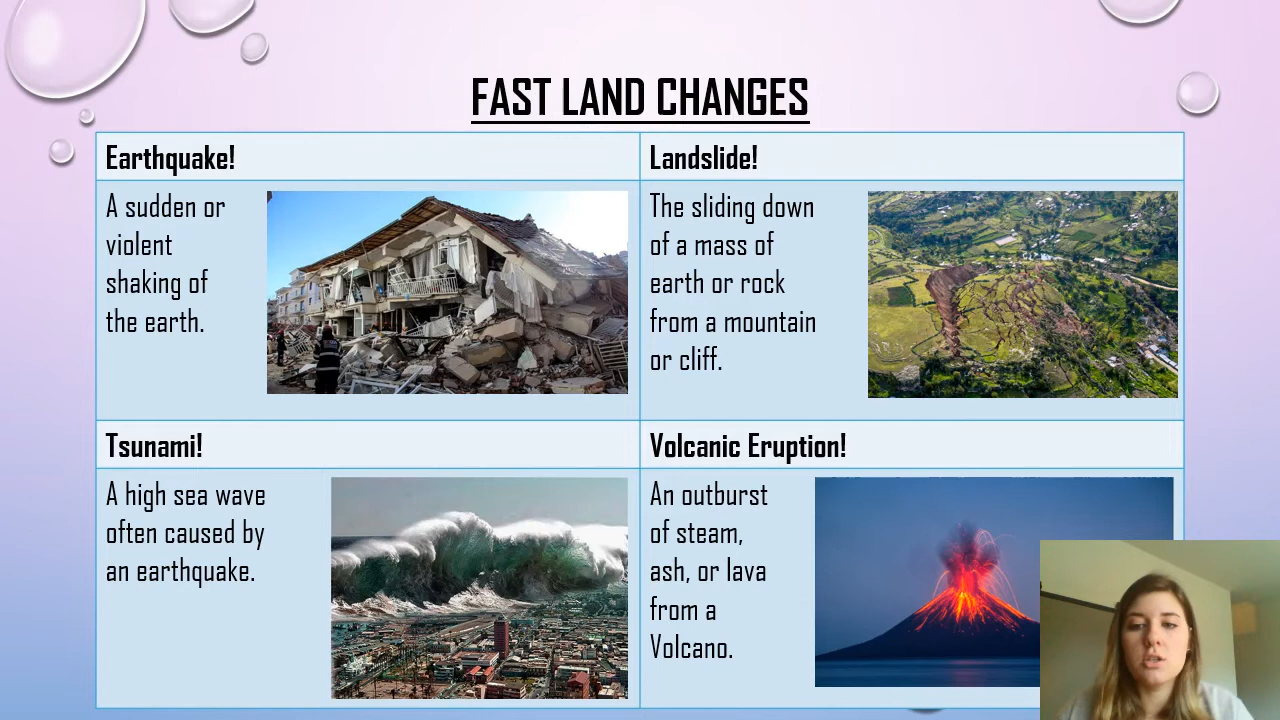 FAST LAND CHANGES
Earthquake!
A sudden or
violent
shaking of
the earth.
Landslide!
The sliding down
of a mass of
earth or rock
from a mountain
or cliff.
Tsunami!
A high sea wave
often caused by
an earthquake.
Volcanic Eruption!
An outburst
of steam,
ash, or lava
from a
Volcano.